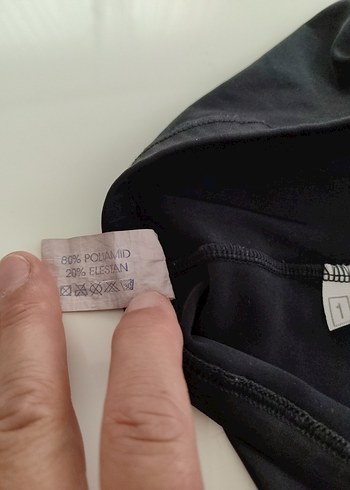 80% POLIAMID
20% ELESTAN
1